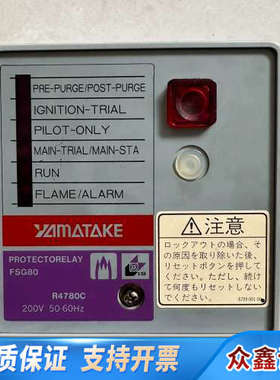 PRE-PURGE/POST-PURGE
IGNITION-TRIAL
PILOT-ONLY
MAIN-TRIAL/MAIN-STA
RUN
FLAME/ALARM
YAMATAKE
PROTECTORELAY
FSG80
R4780C
200V 50-60Hz
⚠注意
ロックアウトの場合、そ
の原因を取り除いた後、
リセットボタンを押して
下さい。ただし、続け
て何度もリセットしない
でください。
质保证 支持开票
众鑫